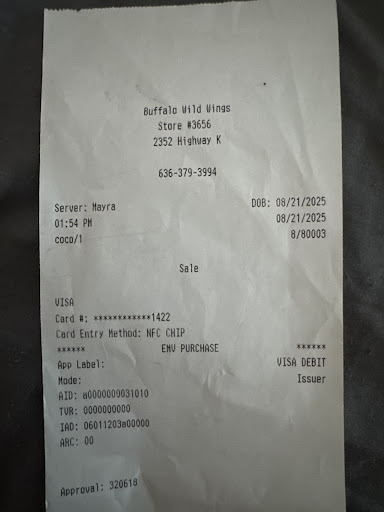 Buffalo Wild Wings
Store #3656
2352 Highway K
636-379-3994
Server: Mayra DOB: 08/21/2025
01:54 PM 08/21/2025
coco/1 8/80003
Sale
VISA
Card #: ************1422
Card Entry Method: NFC CHIP
****** EMV PURCHASE ******
App Label: VISA DEBIT
Mode: Issuer
AID: a0000000031010
TVR: 0000000000
IAD: 06011203a00000
ARC: 00
Approval: 320618